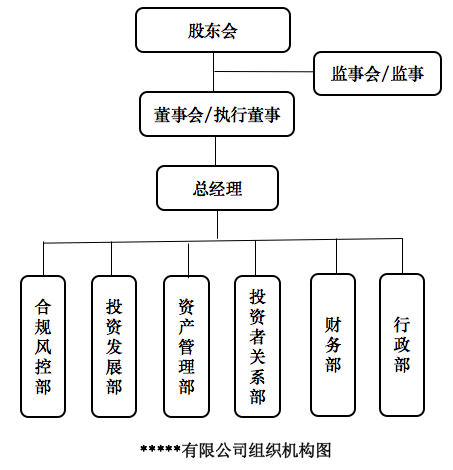 股东会
监事会/监事
董事会/执行董事
总经理
合规风控部
投资发展部
资产管理部
投资者关系部
财务部
行政部
*****有限公司组织机构图